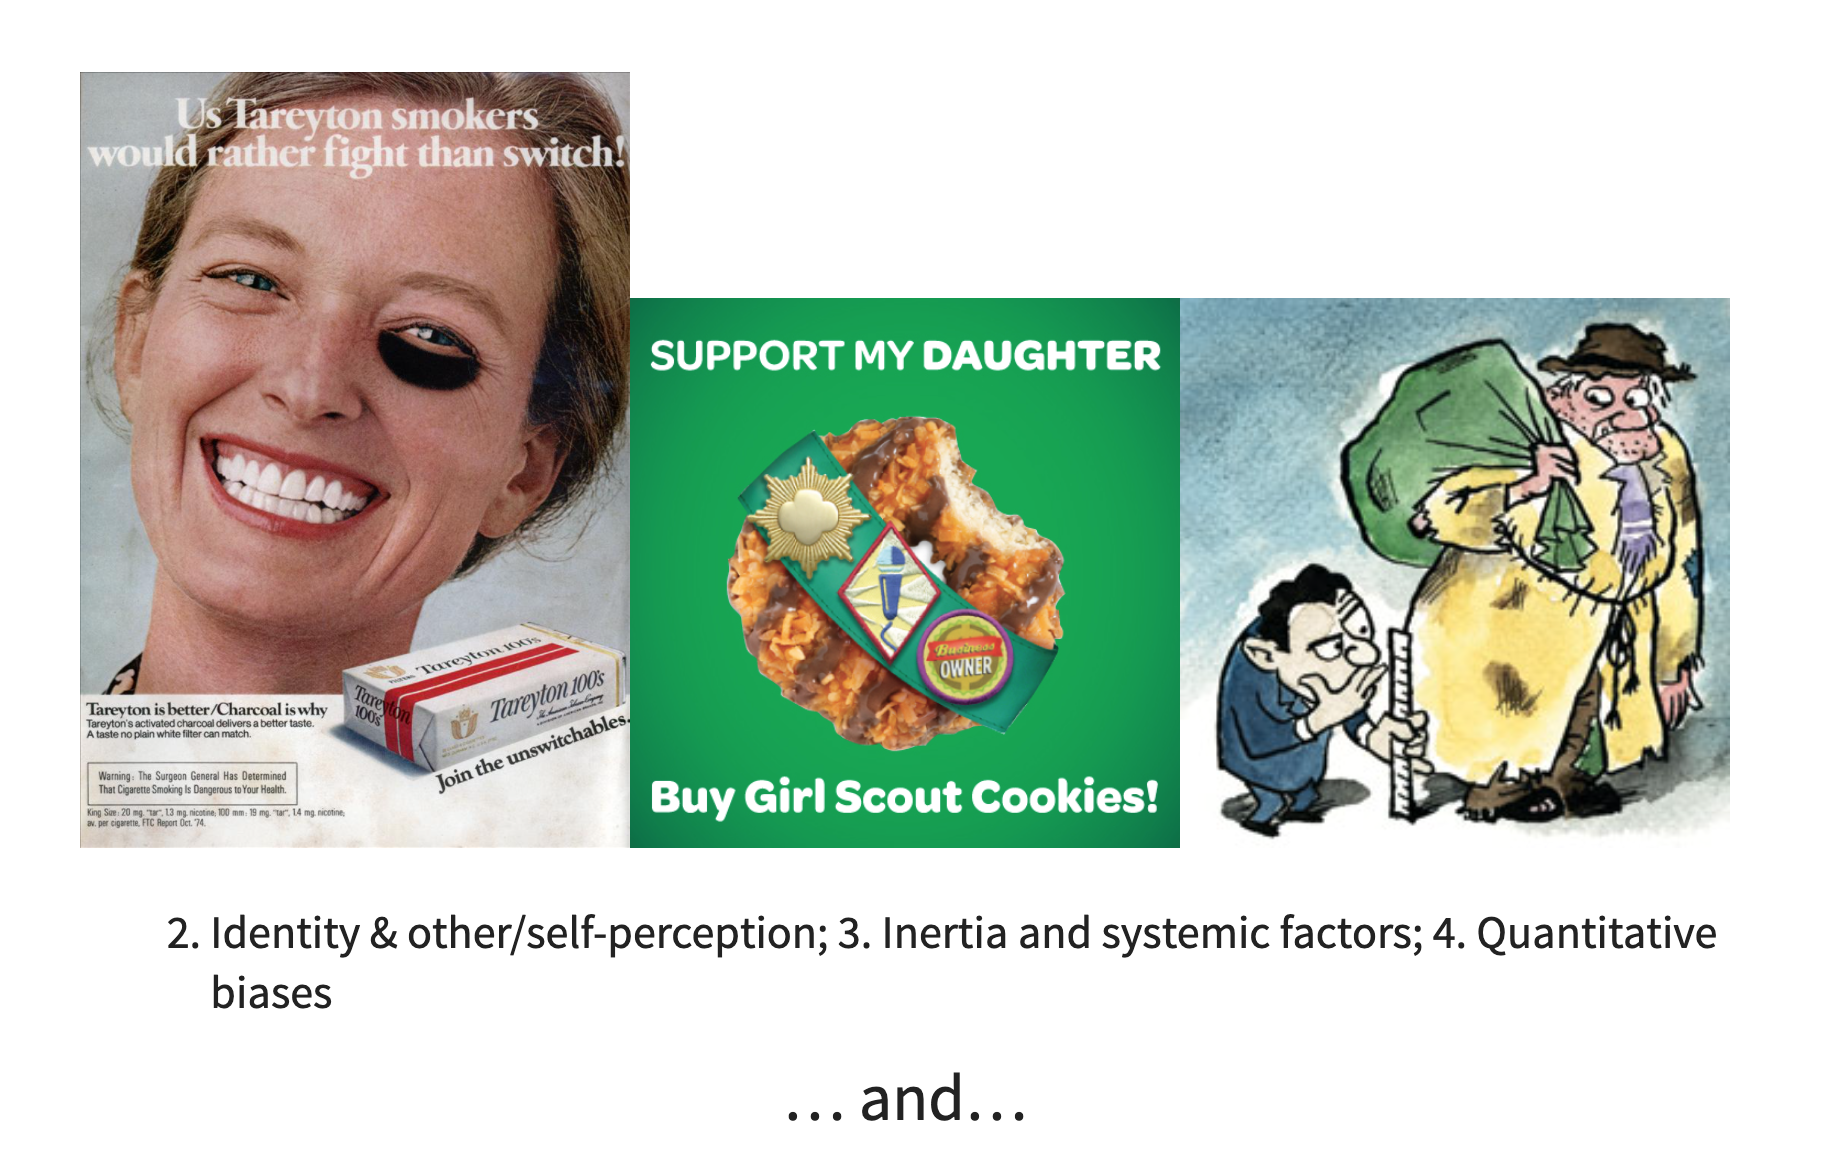 Us Tareyton smokers
would rather fight than switch!
Tareyton 100's
Tareyton
100's
Tareyton 100's
Tareyton is better/Charcoal is why
Tareyton's activated charcoal delivers a better taste.
A taste no plain white filter can match.
Join the unswitchables.
Warning: The Surgeon General Has Determined
That Cigarette Smoking Is Dangerous to Your Health.
King Size: 20 mg. "tar", 1.3 mg. nicotine; 100 mm: 19 mg. "tar", 1.4 mg. nicotine;
av. per cigarette, FTC Report Oct. '74.
SUPPORT MY DAUGHTER
Business
OWNER
Buy Girl Scout Cookies!
2. Identity & other/self-perception; 3. Inertia and systemic factors; 4. Quantitative
biases
… and…